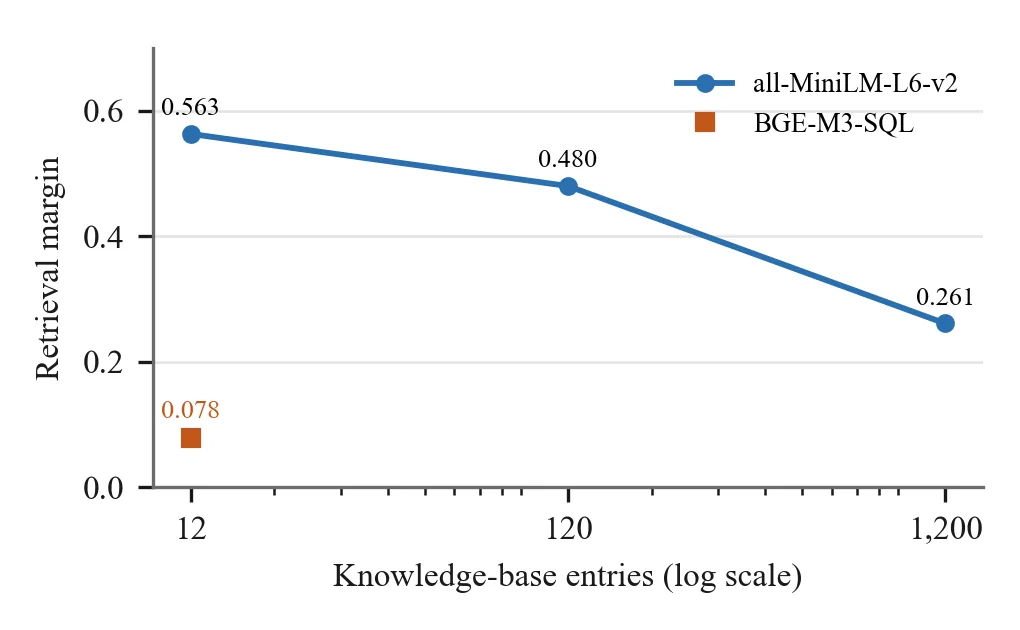 all-MiniLM-L6-v2
BGE-M3-SQL
0.563
0.480
0.261
0.078
Retrieval margin
0.6
0.4
0.2
0.0
12
120
1,200
Knowledge-base entries (log scale)